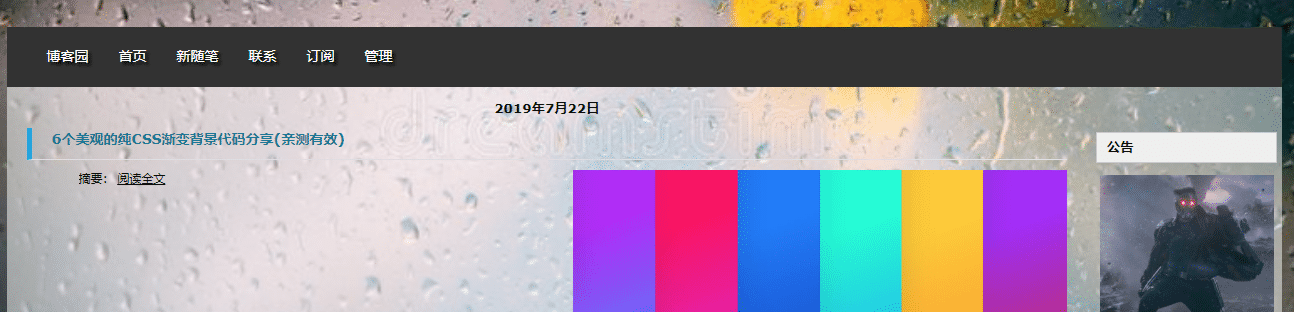 博客园 首页 新随笔 联系 订阅 管理
2019年7月22日
dreamstime
6个美观的纯CSS渐变背景代码分享(亲测有效)
公告
摘要: 阅读全文